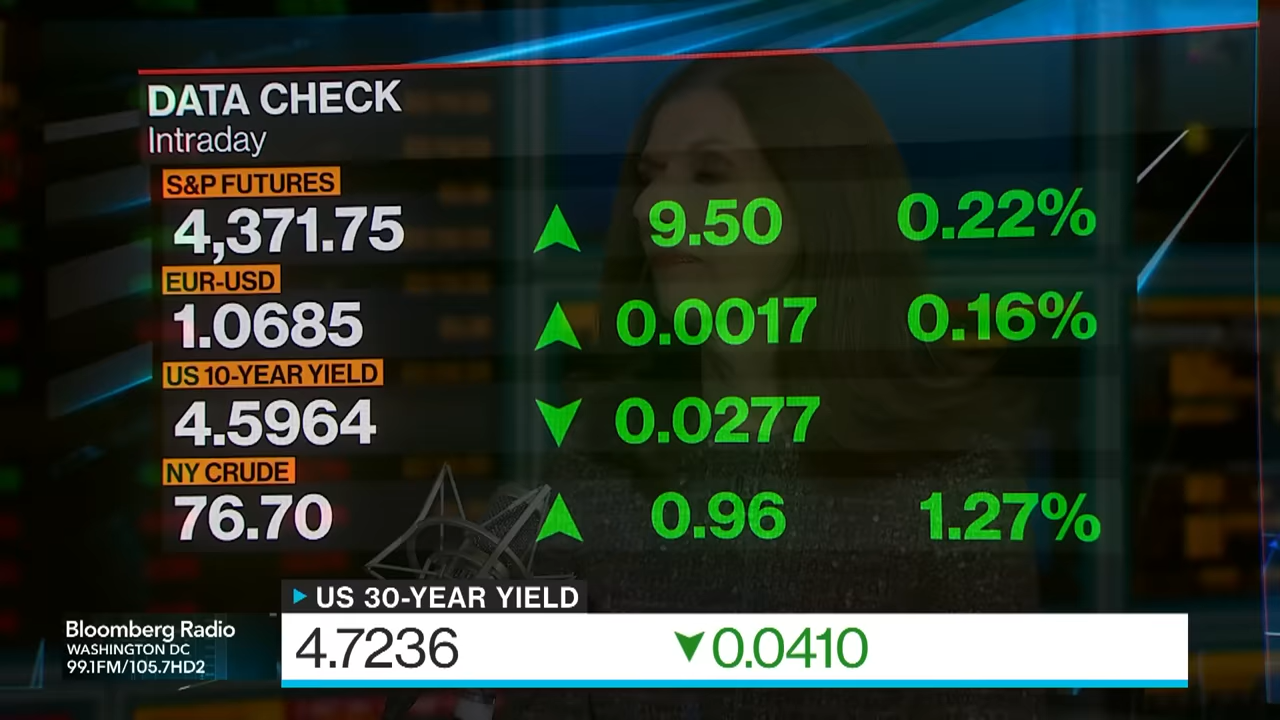 DATA CHECK
Intraday
S&P FUTURES
4,371.75 ▲ 9.50 0.22%
EUR-USD
1.0685 ▲ 0.0017 0.16%
US 10-YEAR YIELD
4.5964 ▼ 0.0277
NY CRUDE
76.70 ▲ 0.96 1.27%
▶ US 30-YEAR YIELD
4.7236 ▼ 0.0410
Bloomberg Radio
WASHINGTON DC
99.1FM/105.7HD2